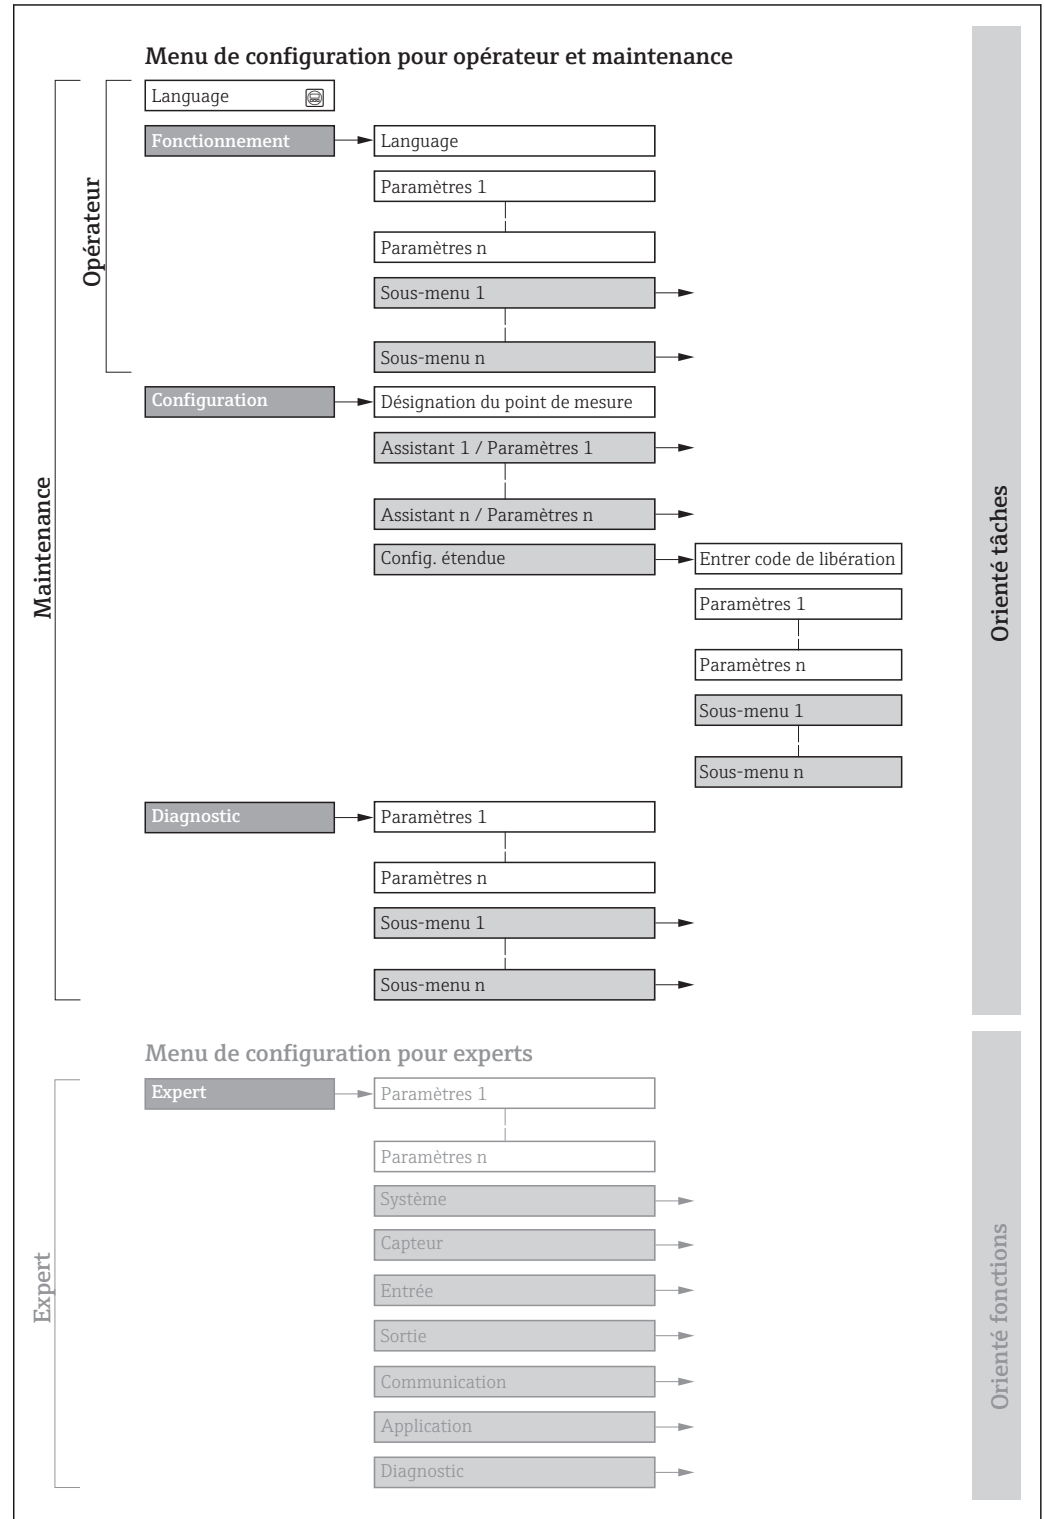 Menu de configuration pour opérateur et maintenance
Language
Fonctionnement
Language
Paramètres 1
Paramètres n
Sous-menu 1
Sous-menu n
Opérateur
Configuration
Désignation du point de mesure
Assistant 1 / Paramètres 1
Assistant n / Paramètres n
Config. étendue
Entrer code de libération
Paramètres 1
Paramètres n
Sous-menu 1
Sous-menu n
Maintenance
Orienté tâches
Diagnostic
Paramètres 1
Paramètres n
Sous-menu 1
Sous-menu n
Menu de configuration pour experts
Expert
Paramètres 1
Paramètres n
Système
Capteur
Entrée
Sortie
Communication
Application
Diagnostic
Expert
Orienté fonctions